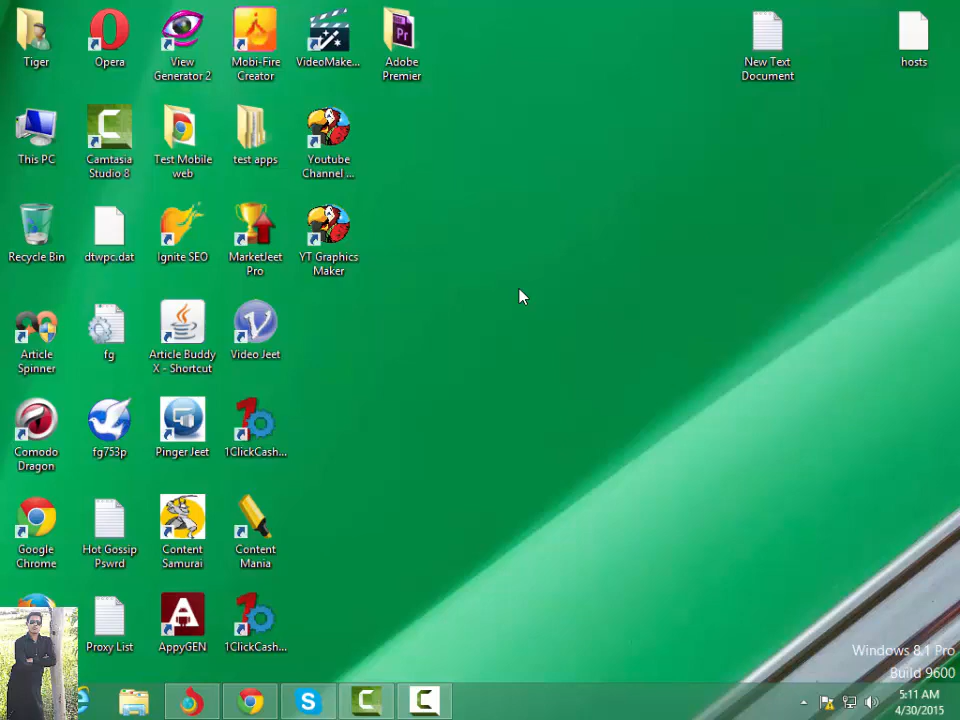 Tiger
Opera
View
Generator 2
Mobi-Fire
Creator
VideoMake...
Adobe
Premier
New Text
Document
hosts
This PC
Camtasia
Studio 8
Test Mobile
web
test apps
Youtube
Channel ...
Recycle Bin
dtwpc.dat
Ignite SEO
MarketJeet
Pro
YT Graphics
Maker
Article
Spinner
fg
Article Buddy
X - Shortcut
Video Jeet
Comodo
Dragon
fg753p
PingerJeet
1ClickCash...
Google
Chrome
Hot Gossip
Pswrd
Content
Samurai
Content
Mania
Proxy List
AppyGEN
1ClickCash...
Windows 8.1 Pro
Build 9600
5:11 AM
4/30/2015